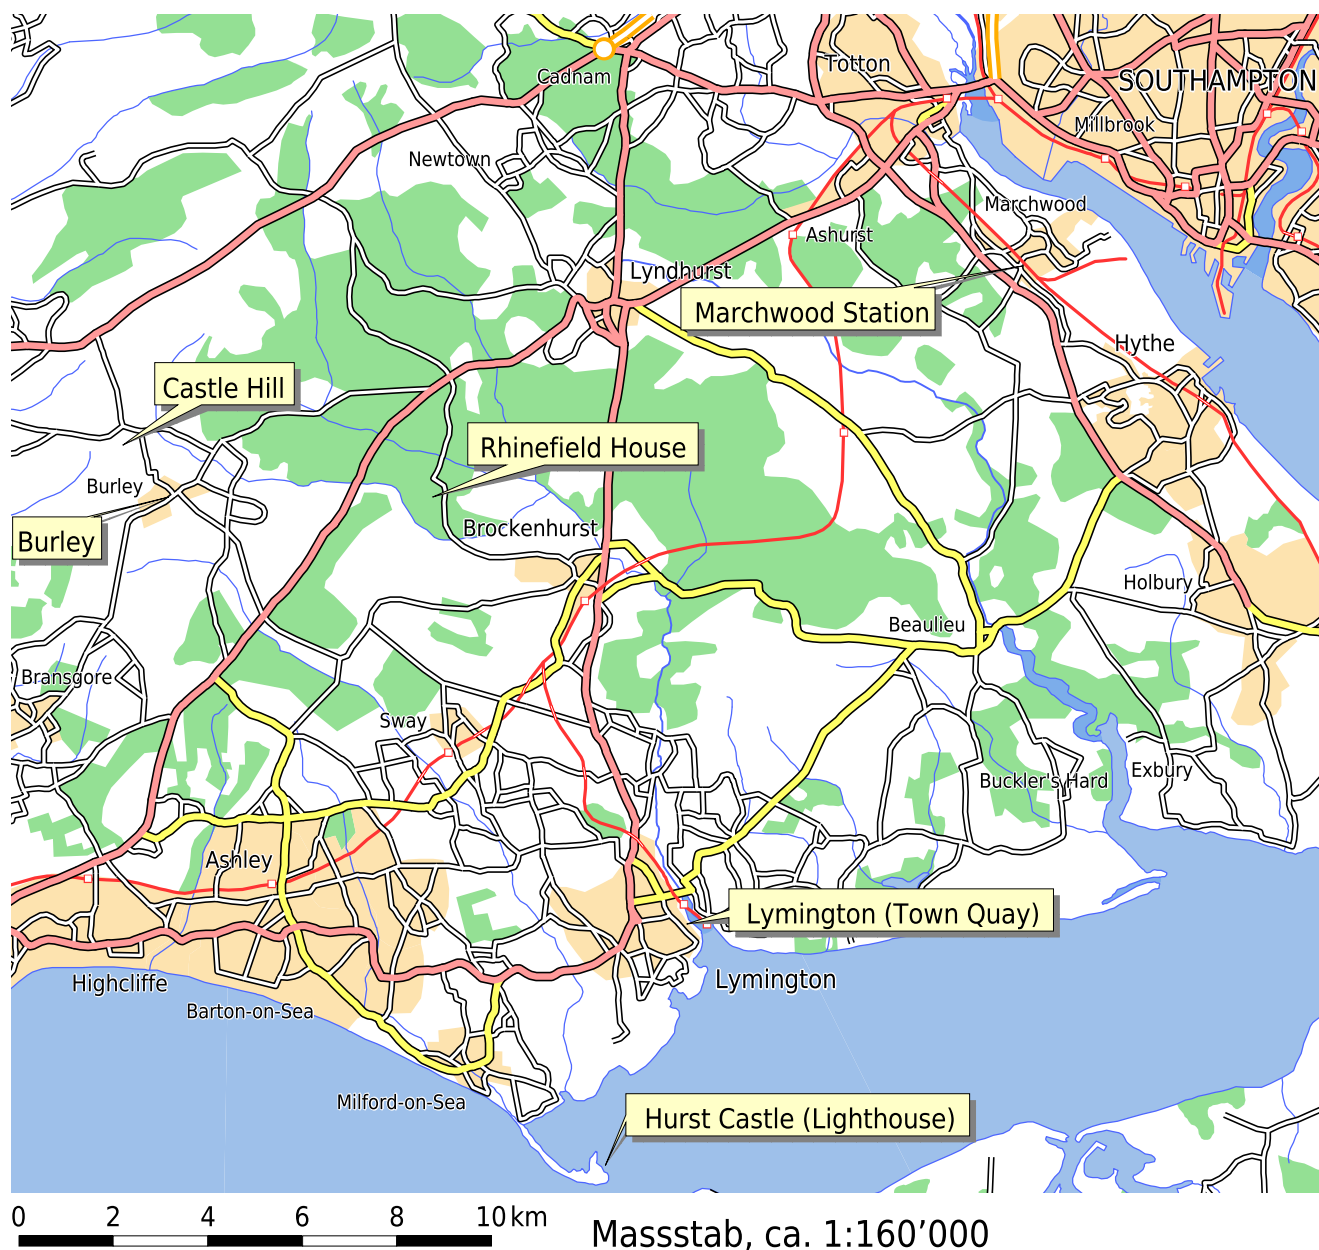 Totton
Cadnam
SOUTHAMPTON
Millbrook
Newtown
Marchwood
Ashurst
Lyndhurst
Marchwood Station
Hythe
Castle Hill
Rhinefield House
Burley
Brockenhurst
Burley
Holbury
Beaulieu
Bransgore
Sway
Exbury
Buckler's Hard
Ashley
Lymington (Town Quay)
Highcliffe
Lymington
Barton-on-Sea
Milford-on-Sea
Hurst Castle (Lighthouse)
0 2 4 6 8 10 km
Massstab, ca. 1:160’000